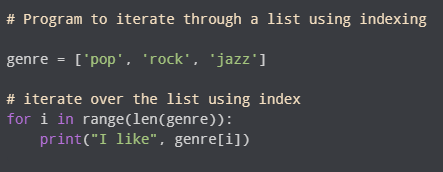 # Program to iterate through a list using indexing
genre = ['pop', 'rock', 'jazz']
# iterate over the list using index
for i in range(len(genre)):
    print("I like", genre[i])